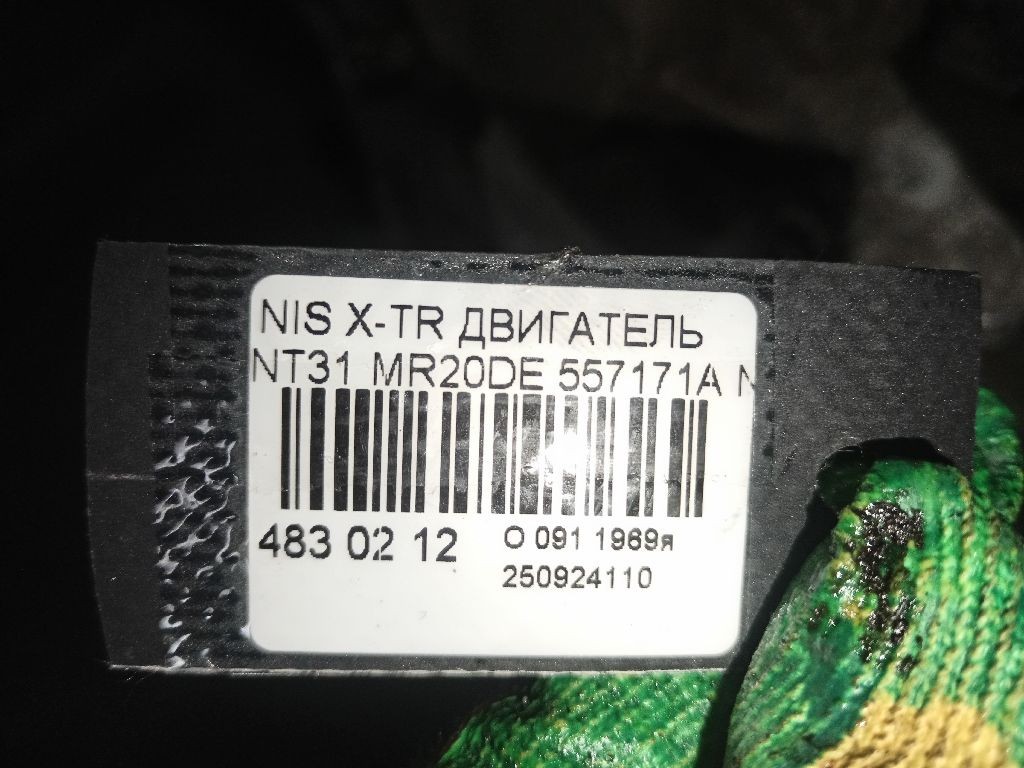 NIS X-TR ДВИГАТЕЛЬ
NT31 MR20DE 557171A
483 02 12
О 091 1969я
250924110